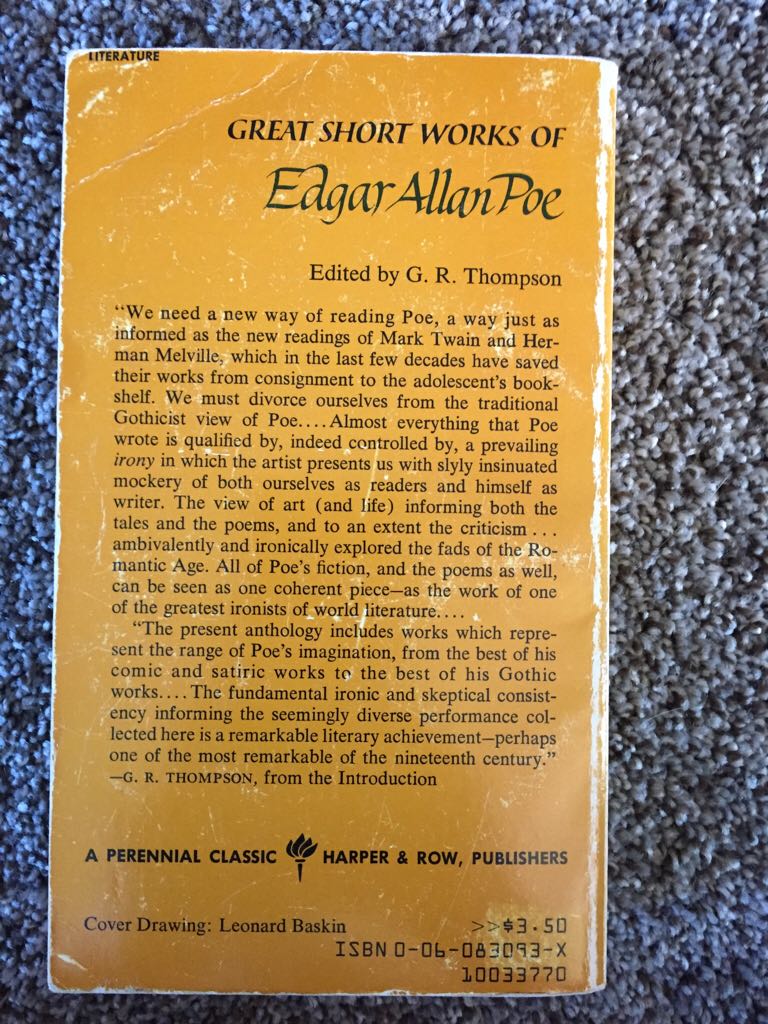 LITERATURE
GREAT SHORT WORKS OF
Edgar Allan Poe
Edited by G. R. Thompson
“We need a new way of reading Poe, a way just as
informed as the new readings of Mark Twain and Her-
man Melville, which in the last few decades have saved
their works from consignment to the adolescent’s book-
shelf. We must divorce ourselves from the traditional
Gothicist view of Poe.... Almost everything that Poe
wrote is qualified by, indeed controlled by, a prevailing
irony in which the artist presents us with slyly insinuated
mockery of both ourselves as readers and himself as
writer. The view of art (and life) informing both the
tales and the poems, and to an extent the criticism ...
ambivalently and ironically explored the fads of the Ro-
mantic Age. All of Poe’s fiction, and the poems as well,
can be seen as one coherent piece—as the work of one
of the greatest ironists of world literature....
“The present anthology includes works which repre-
sent the range of Poe’s imagination, from the best of his
comic and satiric works to the best of his Gothic
works.... The fundamental ironic and skeptical consist-
ency informing the seemingly diverse performance col-
lected here is a remarkable literary achievement—perhaps
one of the most remarkable of the nineteenth century.”
—G. R. THOMPSON, from the Introduction
A PERENNIAL CLASSIC HARPER & ROW, PUBLISHERS
Cover Drawing: Leonard Baskin >>$3.50
ISBN 0-06-083093-X
10033770